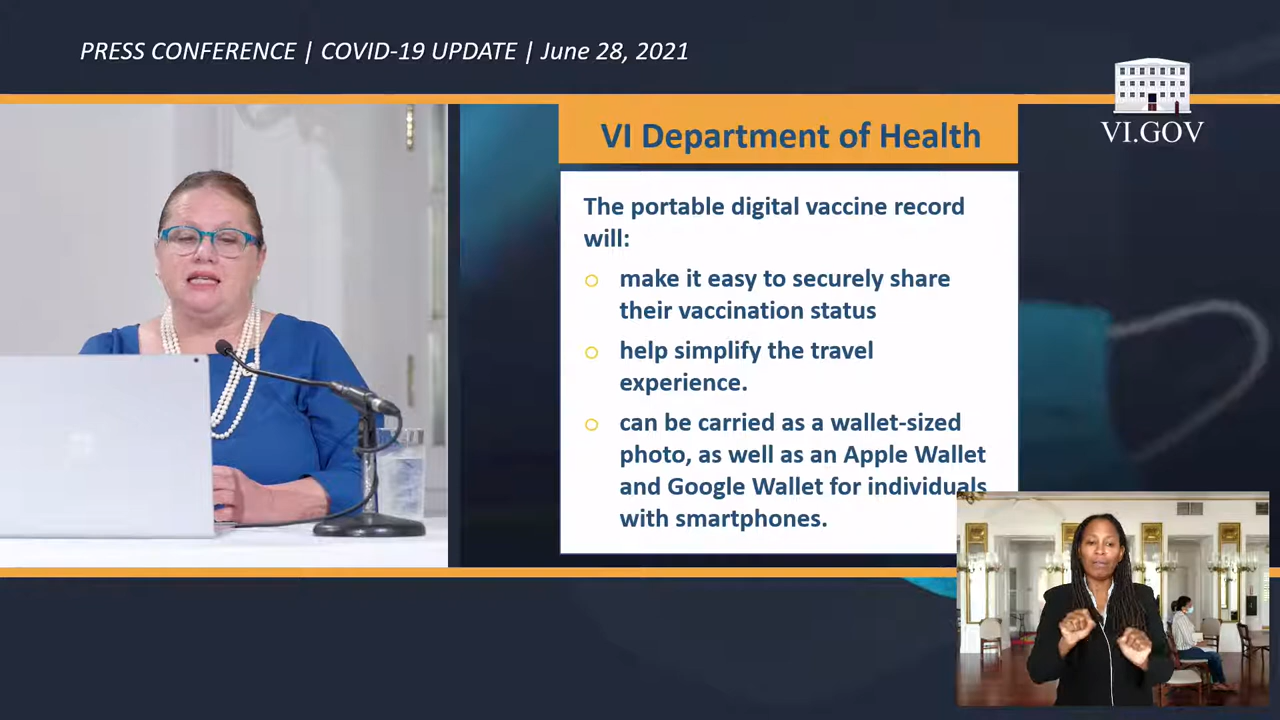 PRESS CONFERENCE | COVID-19 UPDATE | June 28, 2021
VI.GOV
VI Department of Health
The portable digital vaccine record
will:
make it easy to securely share
their vaccination status
help simplify the travel
experience.
can be carried as a wallet-sized
photo, as well as an Apple Wallet
and Google Wallet for individuals
with smartphones.